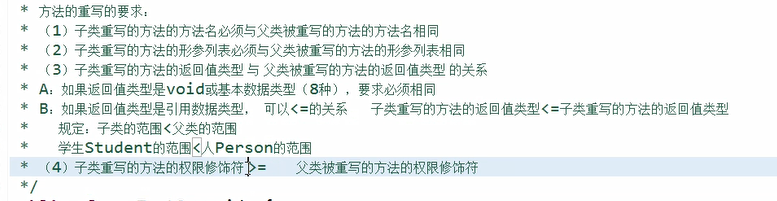 * 方法的重写的要求：
* （1）子类重写的方法的方法名必须与父类被重写的方法的方法名相同
* （2）子类重写的方法的形参列表必须与父类被重写的方法的形参列表相同
* （3）子类重写的方法的返回值类型 与 父类被重写的方法的返回值类型 的关系
* A：如果返回值类型是void或基本数据类型（8种），要求必须相同
* B：如果返回值类型是引用数据类型， 可以<=的关系 子类重写的方法的返回值类型<=子类重写的方法的返回值类型
* 规定：子类的范围<父类的范围
* 学生Student的范围<人Person的范围
* （4）子类重写的方法的权限修饰符 >= 父类被重写的方法的权限修饰符
*/